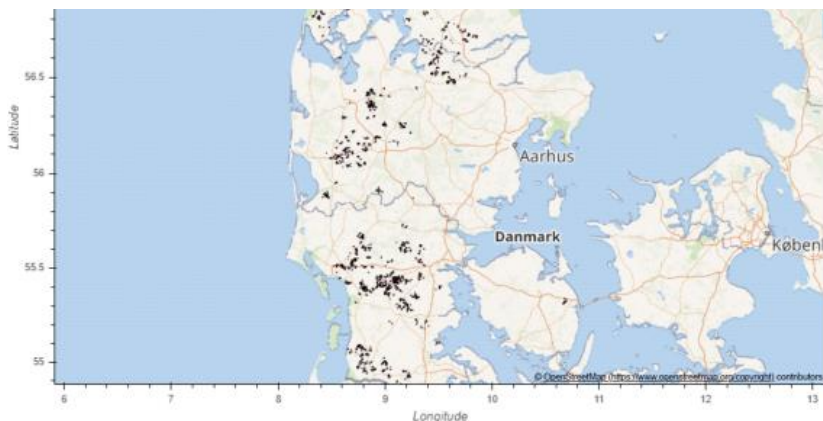 Latitude
56.5
56
55.5
55
Aarhus
Danmark
Københ
© OpenStreetMap (https://www.openstreetmap.org/copyright) contributors
6 7 8 9 10 11 12 13
Longitude